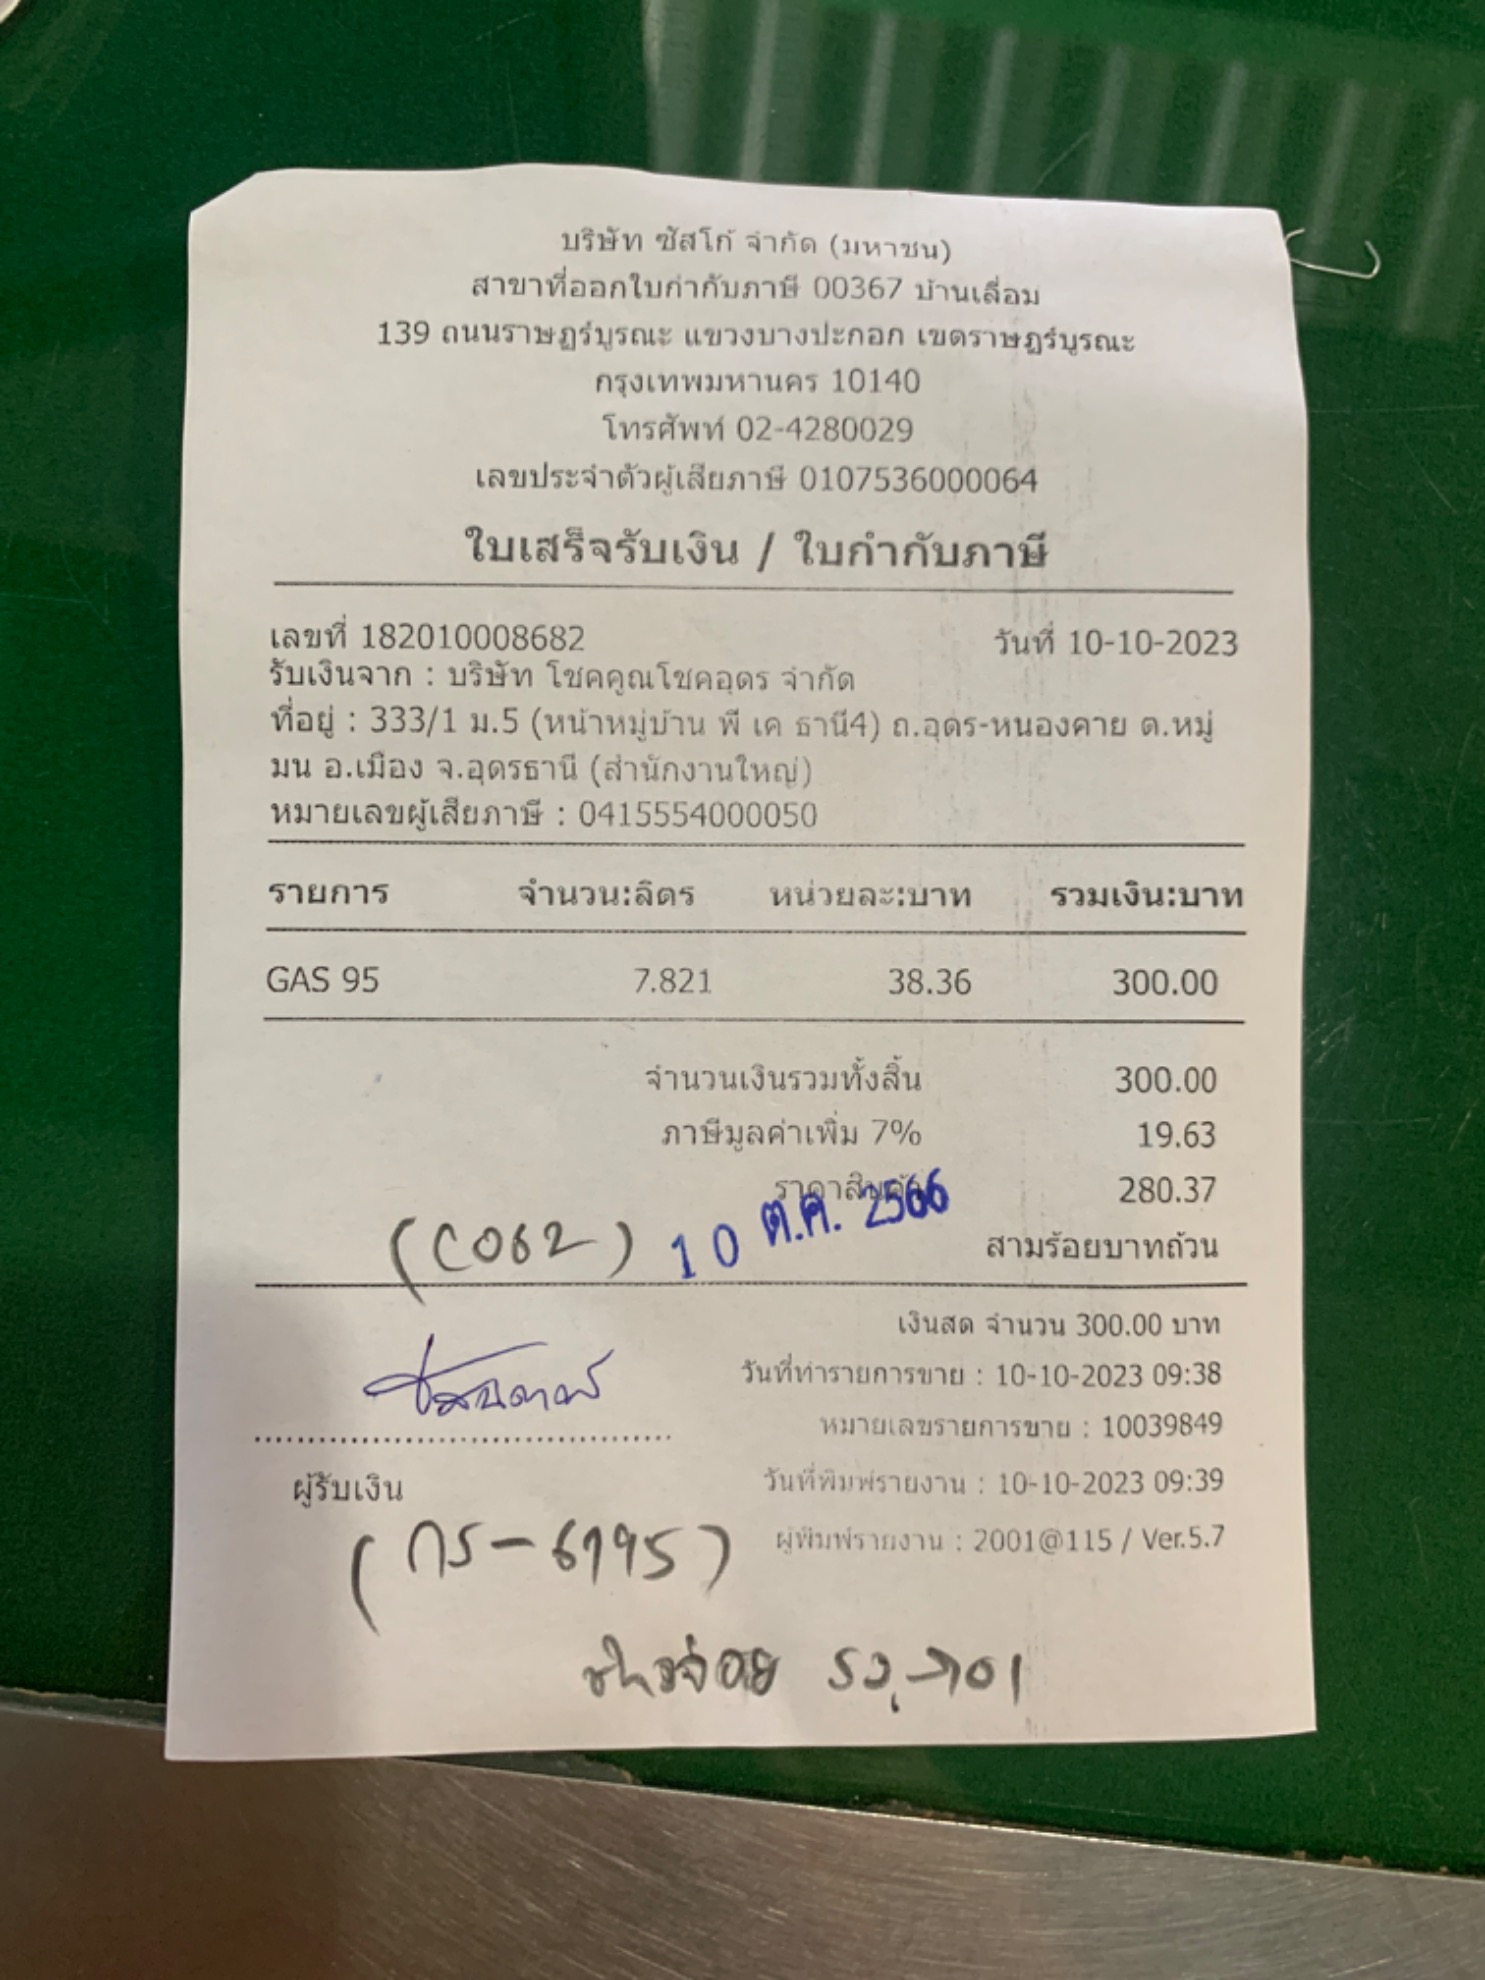 บริษัท ซัสโก้ จำกัด (มหาชน)
สาขาที่ออกใบกำกับภาษี 00367 บ้านเลื่อม
139 ถนนราษฎร์บูรณะ แขวงบางปะกอก เขตราษฎร์บูรณะ
กรุงเทพมหานคร 10140
โทรศัพท์ 02-4280029
เลขประจำตัวผู้เสียภาษี 0107536000064
ใบเสร็จรับเงิน / ใบกำกับภาษี
เลขที่ 182010008682 วันที่ 10-10-2023
รับเงินจาก : บริษัท โชคคูณโชคอุดร จำกัด
ที่อยู่ : 333/1 ม.5 (หน้าหมู่บ้าน พี เค ธานี4) ถ.อุดร-หนองคาย ต.หมู่
มน อ.เมือง จ.อุดรธานี (สำนักงานใหญ่)
หมายเลขผู้เสียภาษี : 0415554000050
รายการ จำนวน:ลิตร หน่วยละ:บาท รวมเงิน:บาท
GAS 95 7.821 38.36 300.00
จำนวนเงินรวมทั้งสิ้น 300.00
ภาษีมูลค่าเพิ่ม 7% 19.63
ราคาสินค้า 280.37
(C062) 10 ต.ค. 2566 สามร้อยบาทถ้วน
เงินสด จำนวน 300.00 บาท
วันที่ทำรายการขาย : 10-10-2023 09:38
หมายเลขรายการขาย : 10039849
ผู้รับเงิน วันที่พิมพ์รายงาน : 10-10-2023 09:39
(กร-6795) ผู้พิมพ์รายงาน : 2001@115 / Ver.5.7